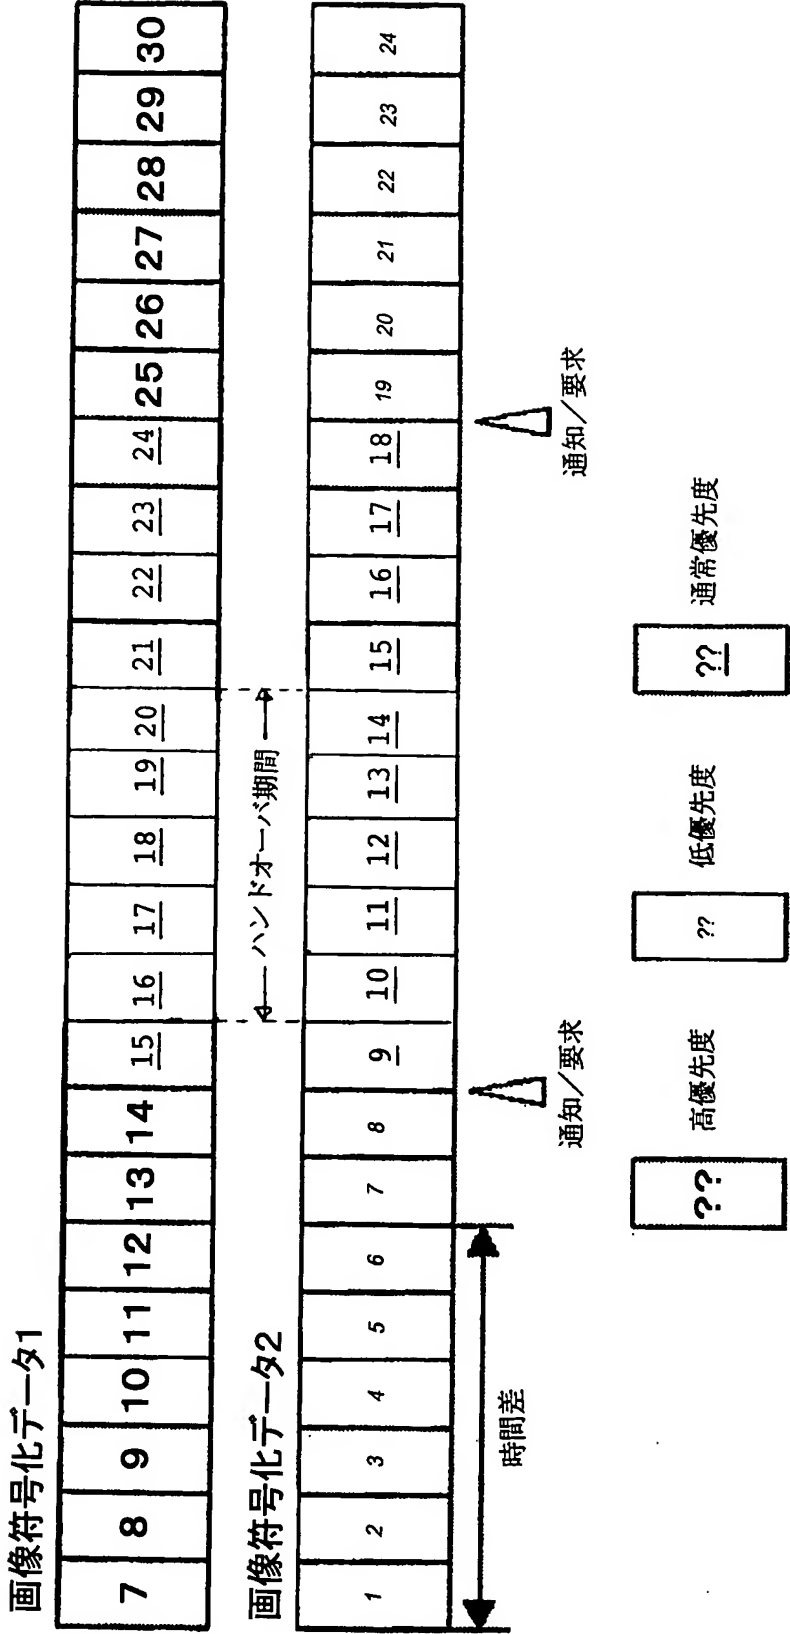 画像符号化データ1
7 8 9 10 11 12 13 14 15 16 17 18 19 20 21 22 23 24 25 26 27 28 29 30
ハンドオーバ期間
画像符号化データ2
1 2 3 4 5 6 7 8 9 10 11 12 13 14 15 16 17 18 19 20 21 22 23 24
時間差
通知/要求
通知/要求
?? 高優先度
?? 低優先度
?? 通常優先度